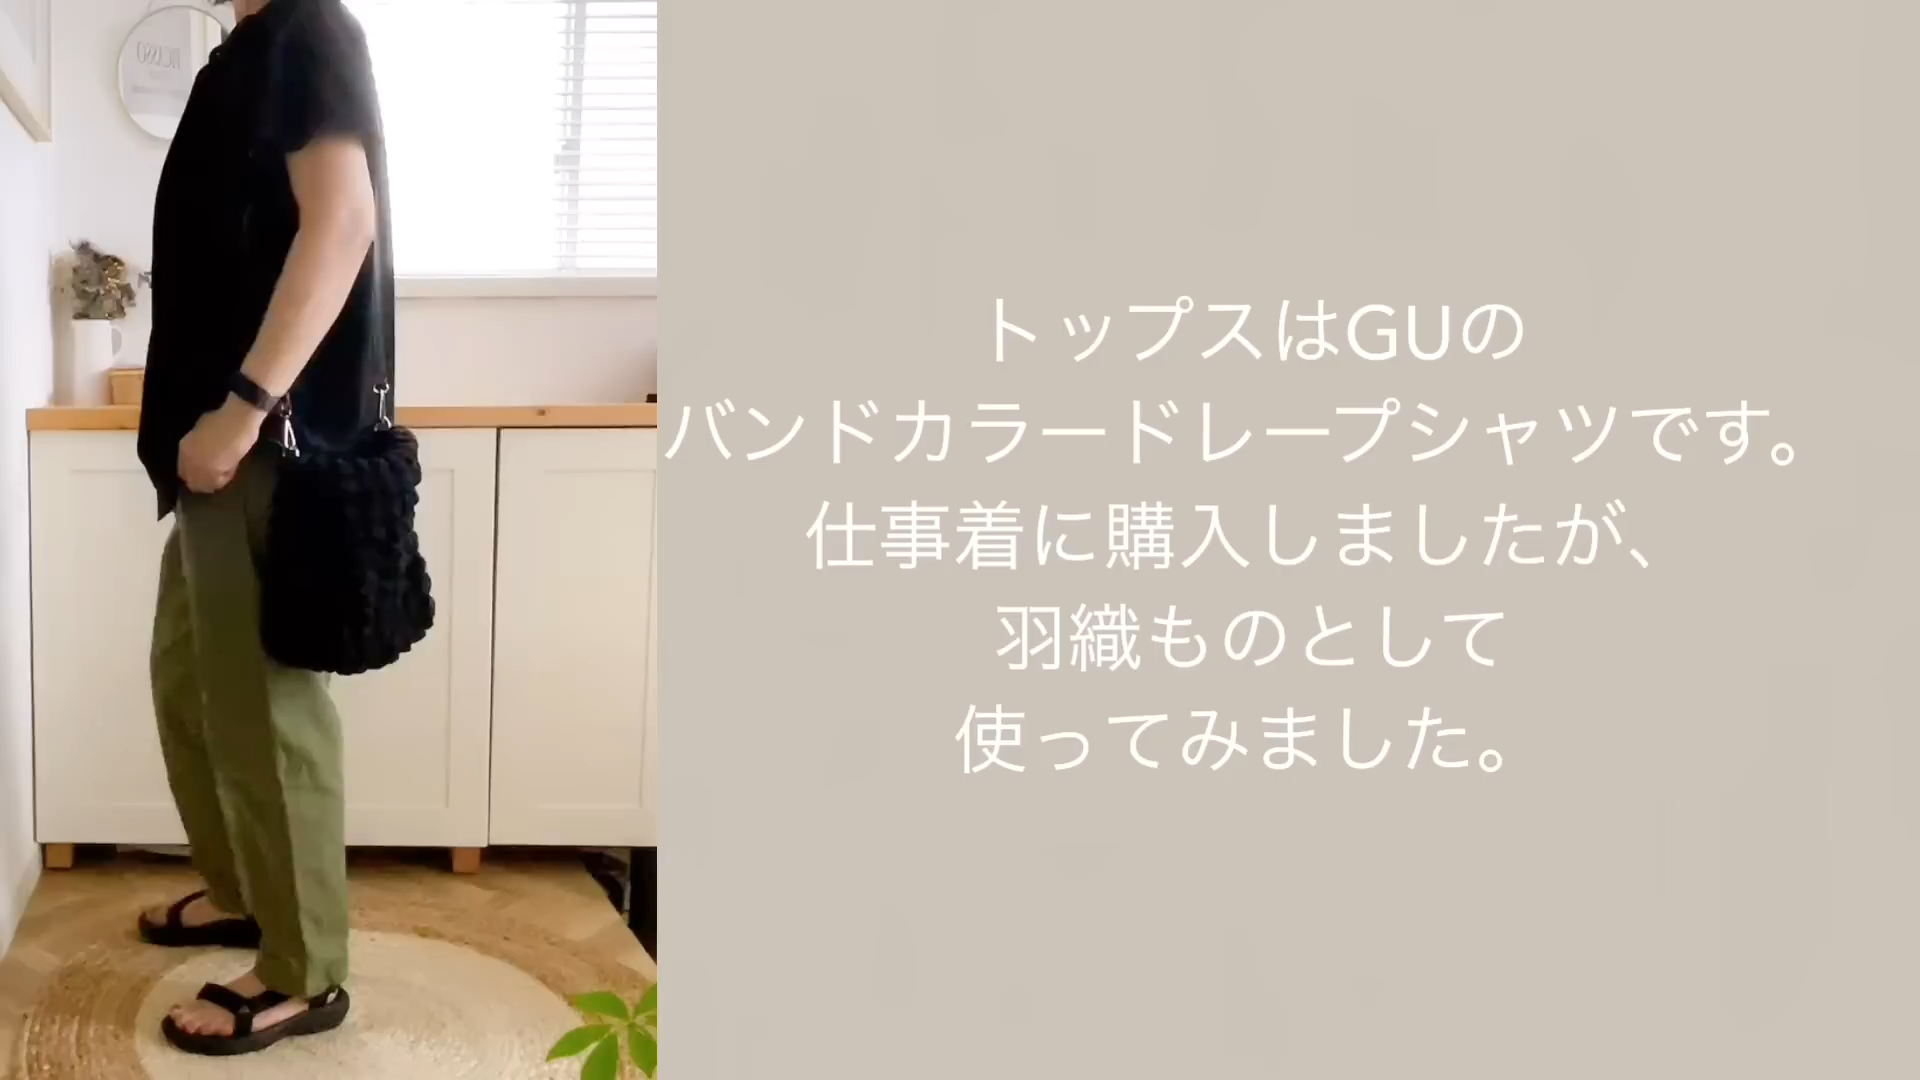 トップスはGUの
バンドカラードレープシャツです。
仕事着に購入しましたが、
羽織ものとして
使ってみました。